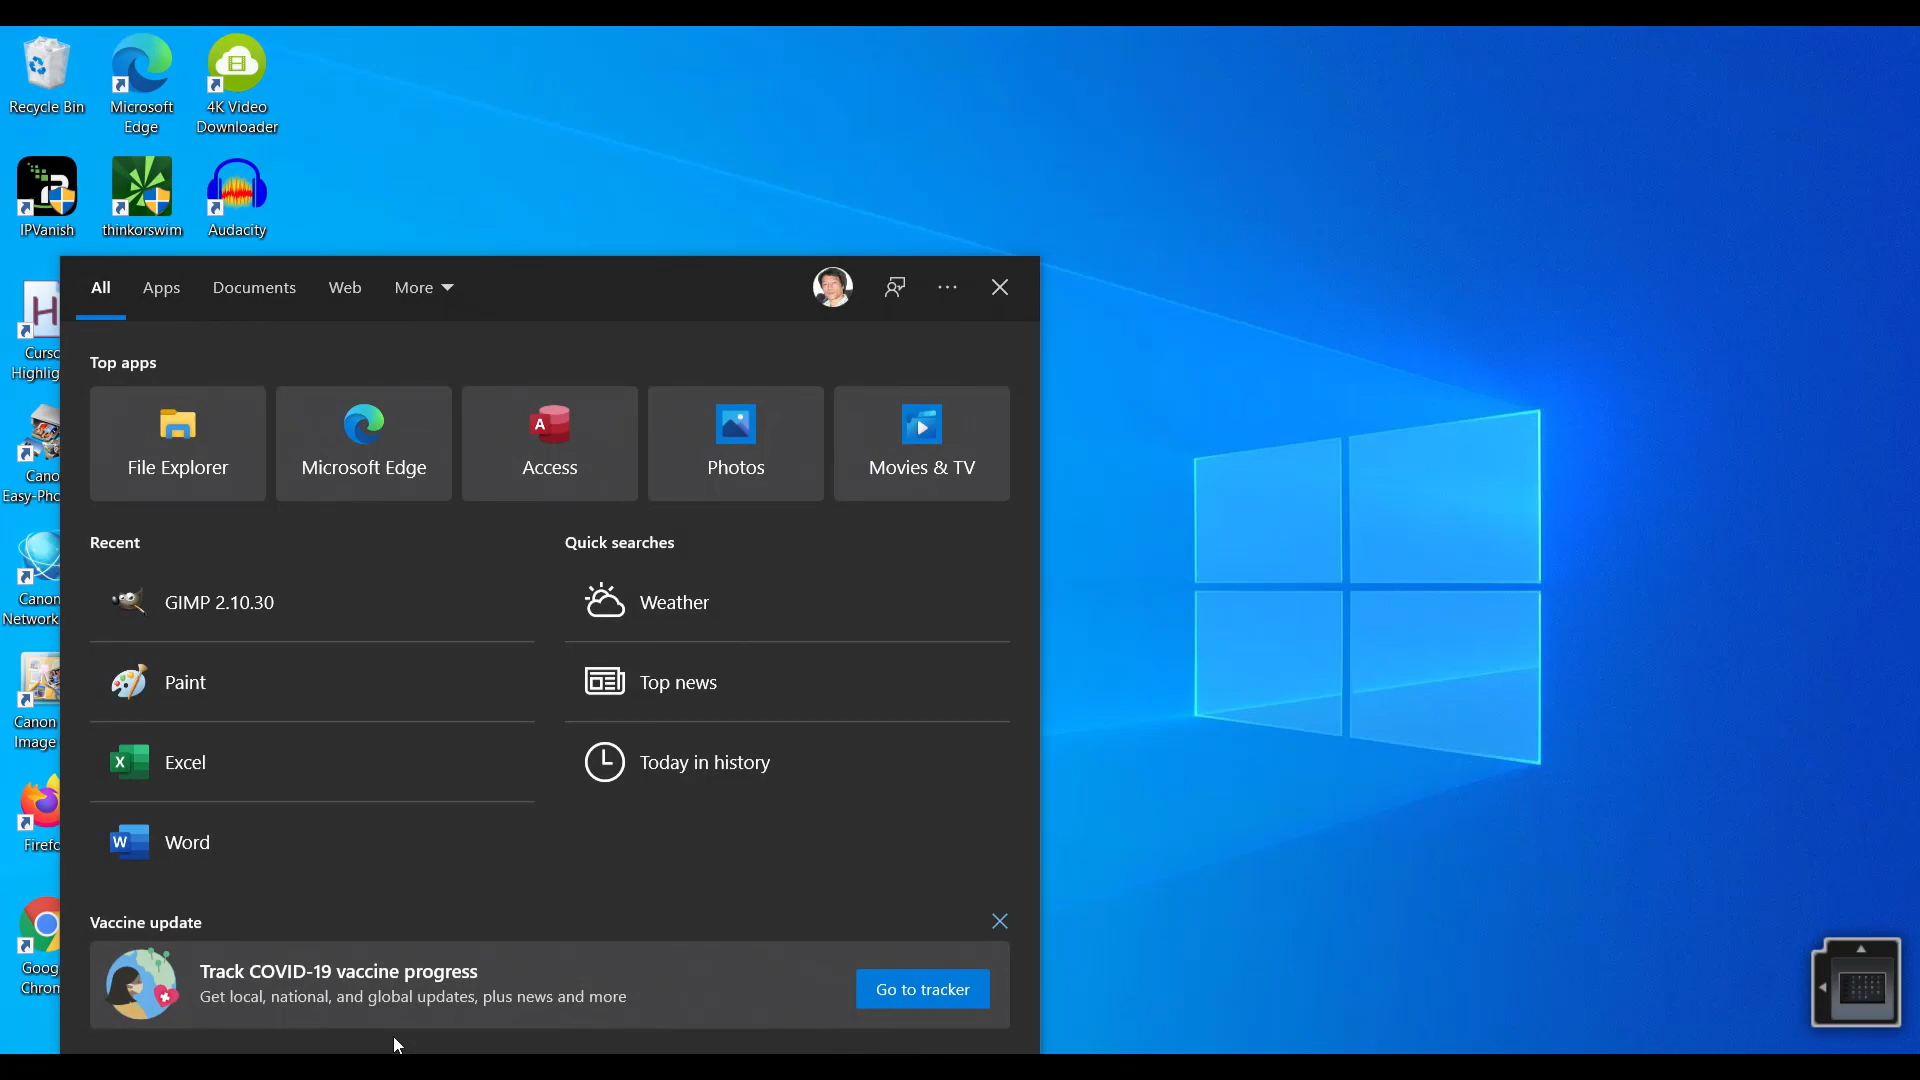 Recycle Bin
Microsoft
Edge
4K Video
Downloader
IPVanish
thinkorswim
Audacity
All
Apps
Documents
Web
More
Top apps
File Explorer
Microsoft Edge
Access
Photos
Movies & TV
Recent
Quick searches
GIMP 2.10.30
Weather
Paint
Top news
Excel
Today in history
Word
Vaccine update
Track COVID-19 vaccine progress
Get local, national, and global updates, plus news and more
Go to tracker
Curso
Highlig
Cano
Easy-Pho
Canon
Network
Canon
Image
Firefo
Goog
Chrom